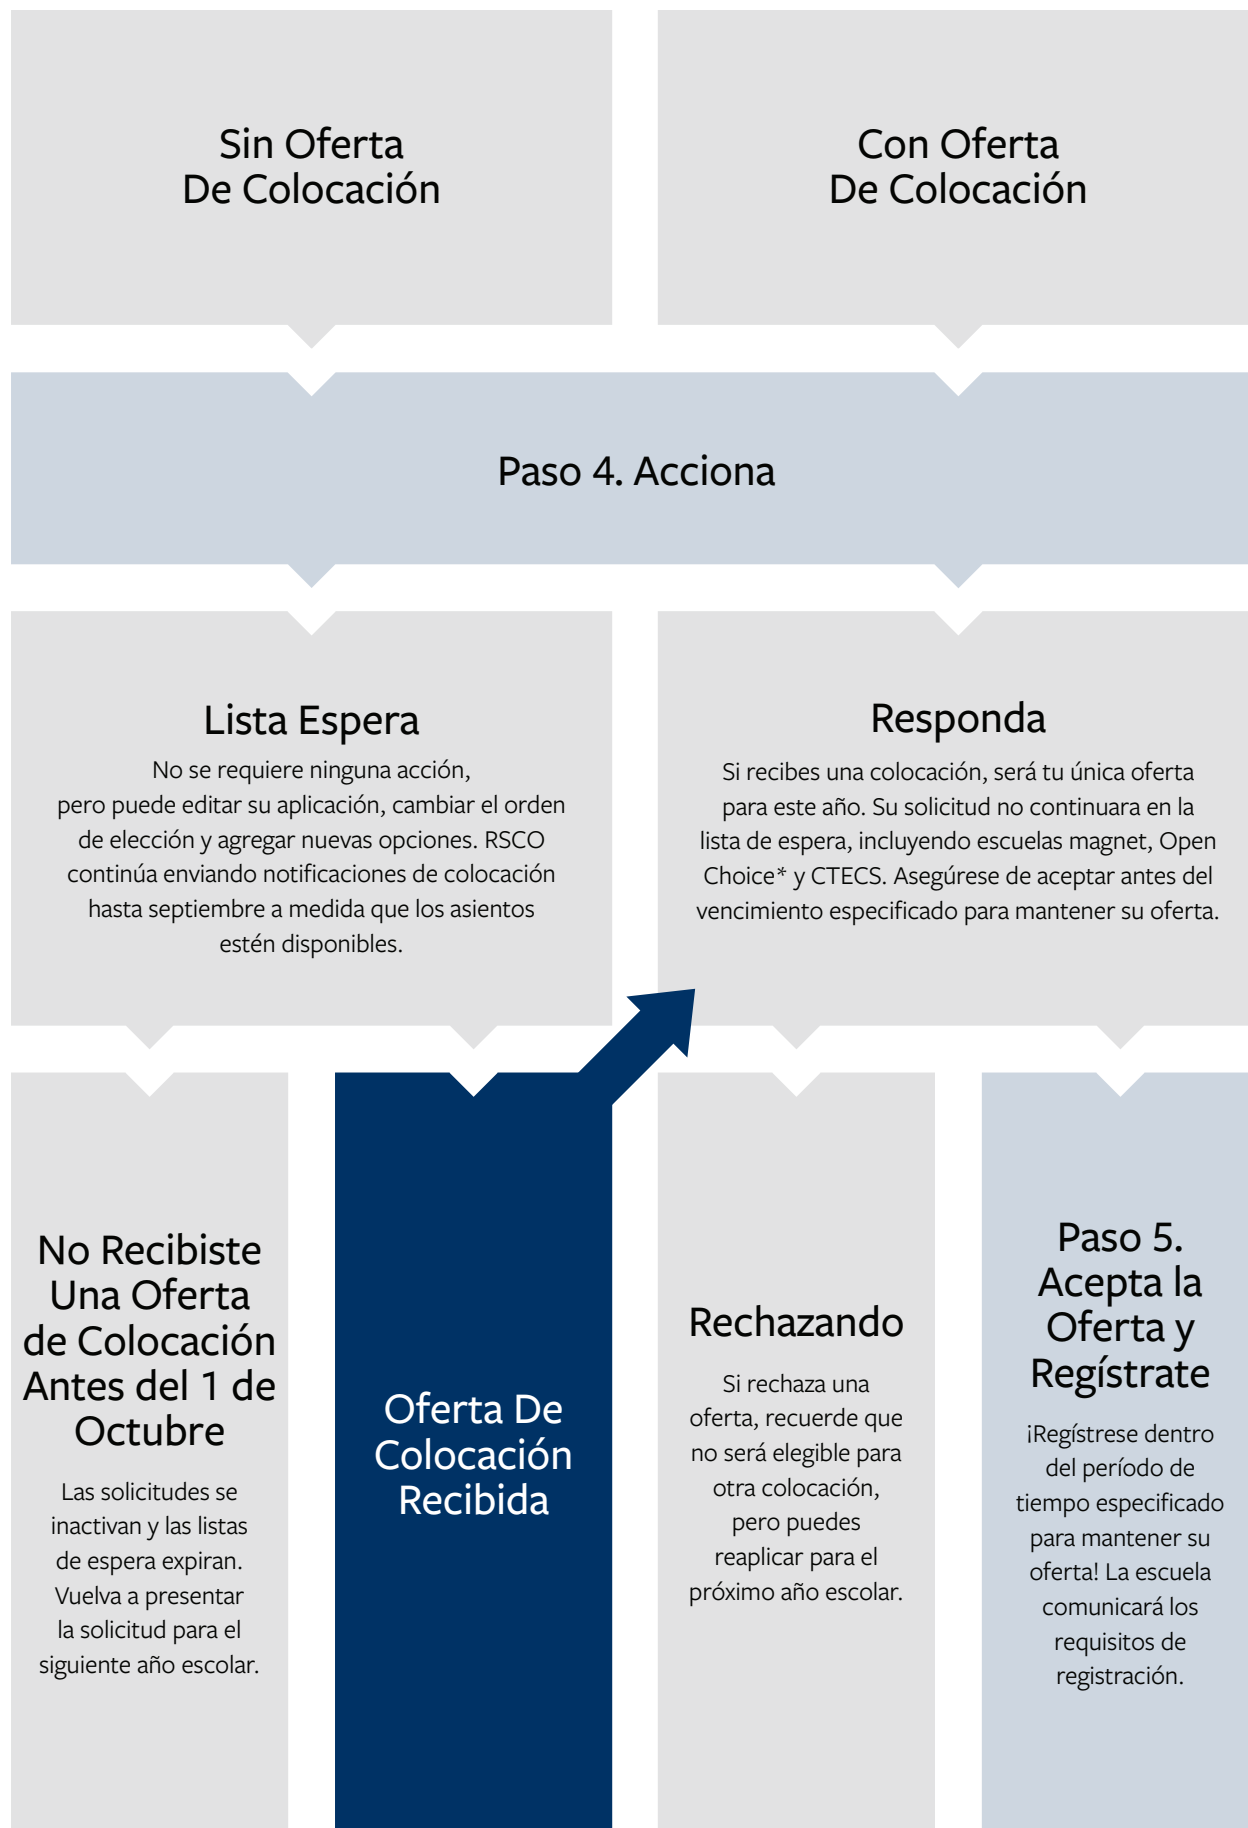 Sin Oferta
De Colocación
Con Oferta
De Colocación
Paso 4. Acciona
Lista Espera
No se requiere ninguna acción,
pero puede editar su aplicación, cambiar el orden
de elección y agregar nuevas opciones. RSCO
continúa enviando notificaciones de colocación
hasta septiembre a medida que los asientos
estén disponibles.
Responda
Si recibes una colocación, será tu única oferta
para este año. Su solicitud no continuara en la
lista de espera, incluyendo escuelas magnet, Open
Choice* y CTECS. Asegúrese de aceptar antes del
vencimiento especificado para mantener su oferta.
No Recibiste
Una Oferta
de Colocación
Antes del 1 de
Octubre
Las solicitudes se
inactivan y las listas
de espera expiran.
Vuelva a presentar
la solicitud para el
siguiente año escolar.
Oferta De
Colocación
Recibida
Rechazando
Si rechaza una
oferta, recuerde que
no será elegible para
otra colocación,
pero puedes
reaplicar para el
próximo año escolar.
Paso 5.
Acepta la
Oferta y
Regístrate
¡Regístrese dentro
del período de
tiempo especificado
para mantener su
oferta! La escuela
comunicará los
requisitos de
registración.